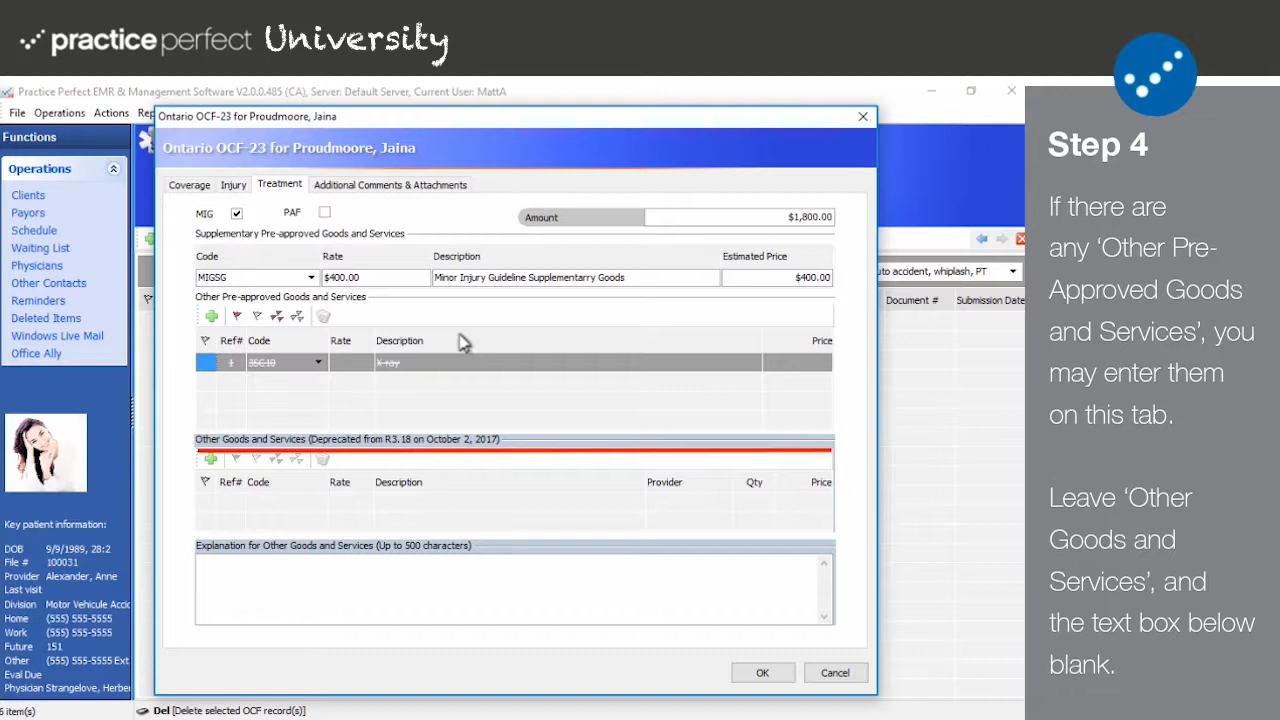 practice perfect University
Practice Perfect EMR & Management Software V2.0.0.485 (CA), Server: Default Server, Current User: MattA
File Operations Actions Rep
Functions
Operations
Clients
Payors
Schedule
Waiting List
Physicians
Other Contacts
Reminders
Deleted Items
Windows Live Mail
Office Ally
Key patient information:
DOB 9/9/1989, 28:2
File # 100031
Provider Alexander, Anne
Last visit
Division Motor Vehicule Accid
Home (555) 555-5555
Work (555) 555-5555
Future 151
Other (555) 555-5555 Ext
Eval Due
Physician Strangelove, Herber
6 item(s)
Del [Delete selected OCF record(s)]
Ontario OCF-23 for Proudmoore, Jaina
Ontario OCF-23 for Proudmoore, Jaina
Coverage Injury Treatment Additional Comments & Attachments
MIG PAF Amount $1,800.00
Supplementary Pre-approved Goods and Services
Code Rate Description Estimated Price
MIGSG $400.00 Minor Injury Guideline Supplementarry Goods $400.00
Other Pre-approved Goods and Services
Ref# Code Rate Description Price
1 3SC10 X-ray
Other Goods and Services (Deprecated from R3.18 on October 2, 2017)
Ref# Code Rate Description Provider Qty Price
Explanation for Other Goods and Services (Up to 500 characters)
OK Cancel
uto accident, whiplash, PT
Document # Submission Date
Step 4
If there are
any ‘Other Pre-
Approved Goods
and Services’, you
may enter them
on this tab.
Leave ‘Other
Goods and
Services’, and
the text box below
blank.